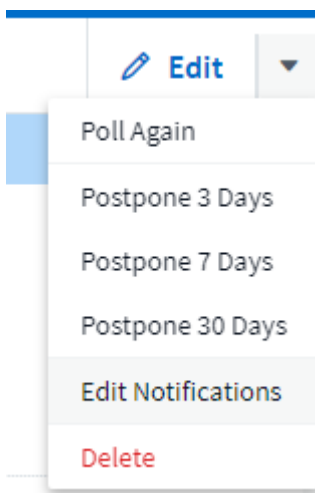 Edit
Poll Again
Postpone 3 Days
Postpone 7 Days
Postpone 30 Days
Edit Notifications
Delete